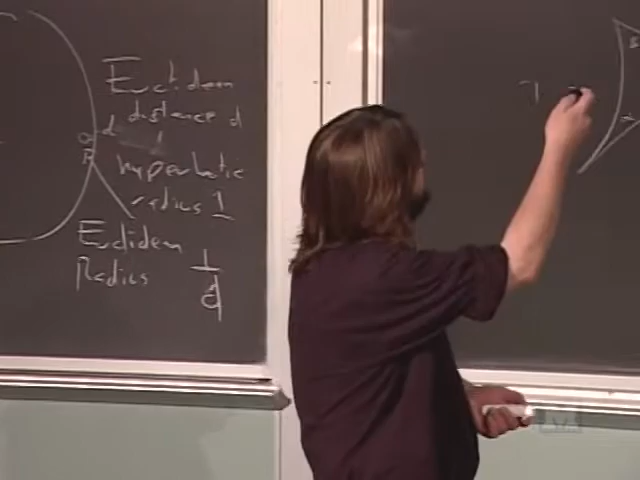 Euclidean
distance d
hyperbolic
radius 1
Euclidean
Radius 1/d